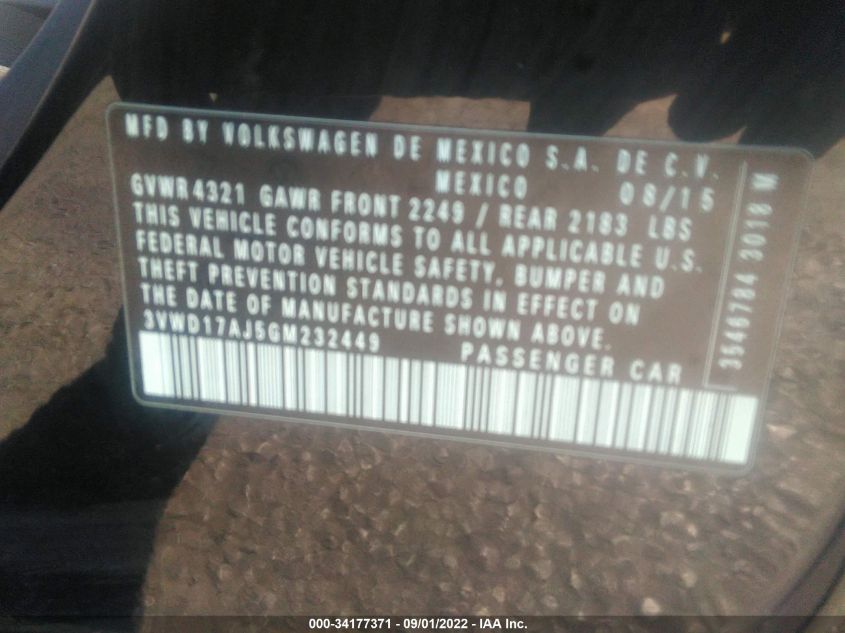 MFD BY VOLKSWAGEN DE MEXICO S.A. DE C.V.
MEXICO 08/15
GVWR 4321 GAWR FRONT 2249 / REAR 2183 LBS
THIS VEHICLE CONFORMS TO ALL APPLICABLE U.S.
FEDERAL MOTOR VEHICLE SAFETY, BUMPER AND
THEFT PREVENTION STANDARDS IN EFFECT ON
THE DATE OF MANUFACTURE SHOWN ABOVE.
3VWD17AJ5GM232449 PASSENGER CAR
3546784 3018 M
000-34177371 - 09/01/2022 - IAA Inc.